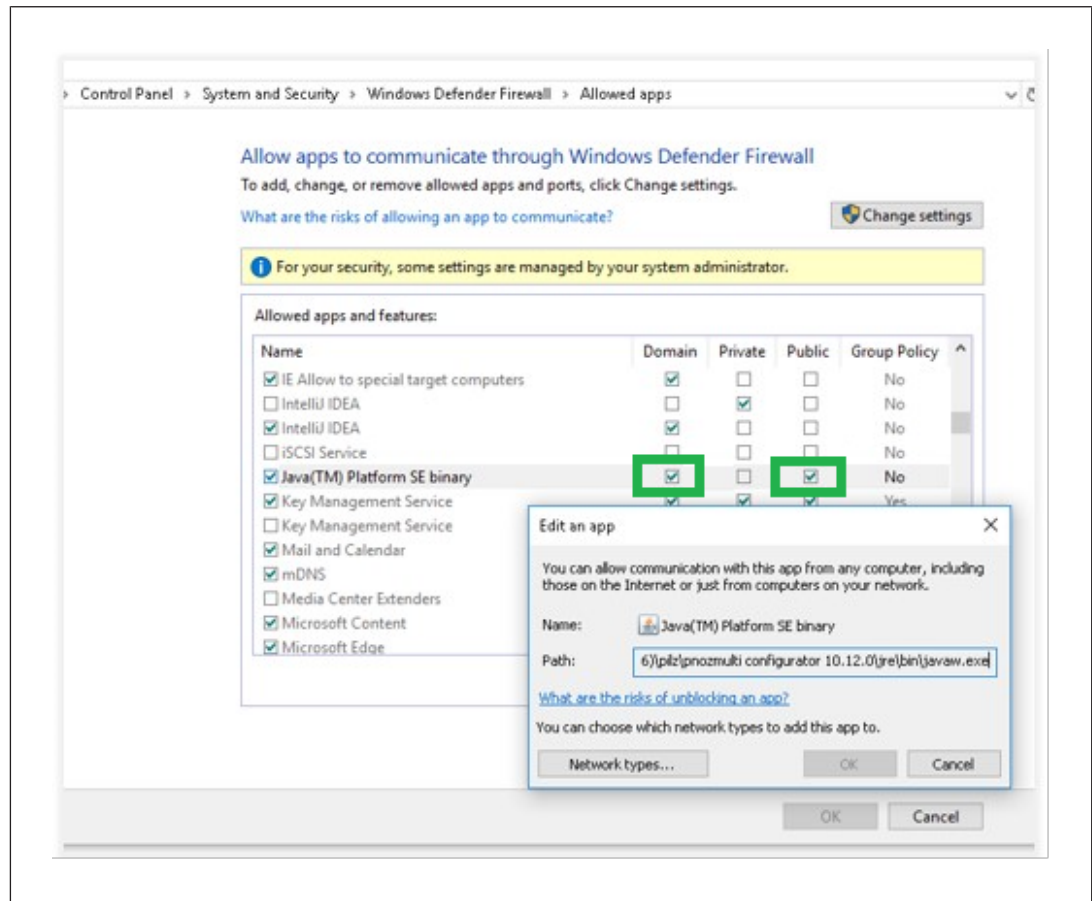 Control Panel > System and Security > Windows Defender Firewall > Allowed apps
Allow apps to communicate through Windows Defender Firewall
To add, change, or remove allowed apps and ports, click Change settings.
What are the risks of allowing an app to communicate?
Change settings
For your security, some settings are managed by your system administrator.
Allowed apps and features:
Name Domain Private Public Group Policy
IE Allow to special target computers No
IntelliJ IDEA No
IntelliJ IDEA No
iSCSI Service No
Java(TM) Platform SE binary No
Key Management Service Yes
Key Management Service
Mail and Calendar
mDNS
Media Center Extenders
Microsoft Content
Microsoft Edge
Edit an app
You can allow communication with this app from any computer, including
those on the Internet or just from computers on your network.
Name: Java(TM) Platform SE binary
Path: 6)\pilz\pnozmulti configurator 10.12.0\jre\bin\javaw.exe
What are the risks of unblocking an app?
You can choose which network types to add this app to.
Network types... OK Cancel
OK Cancel